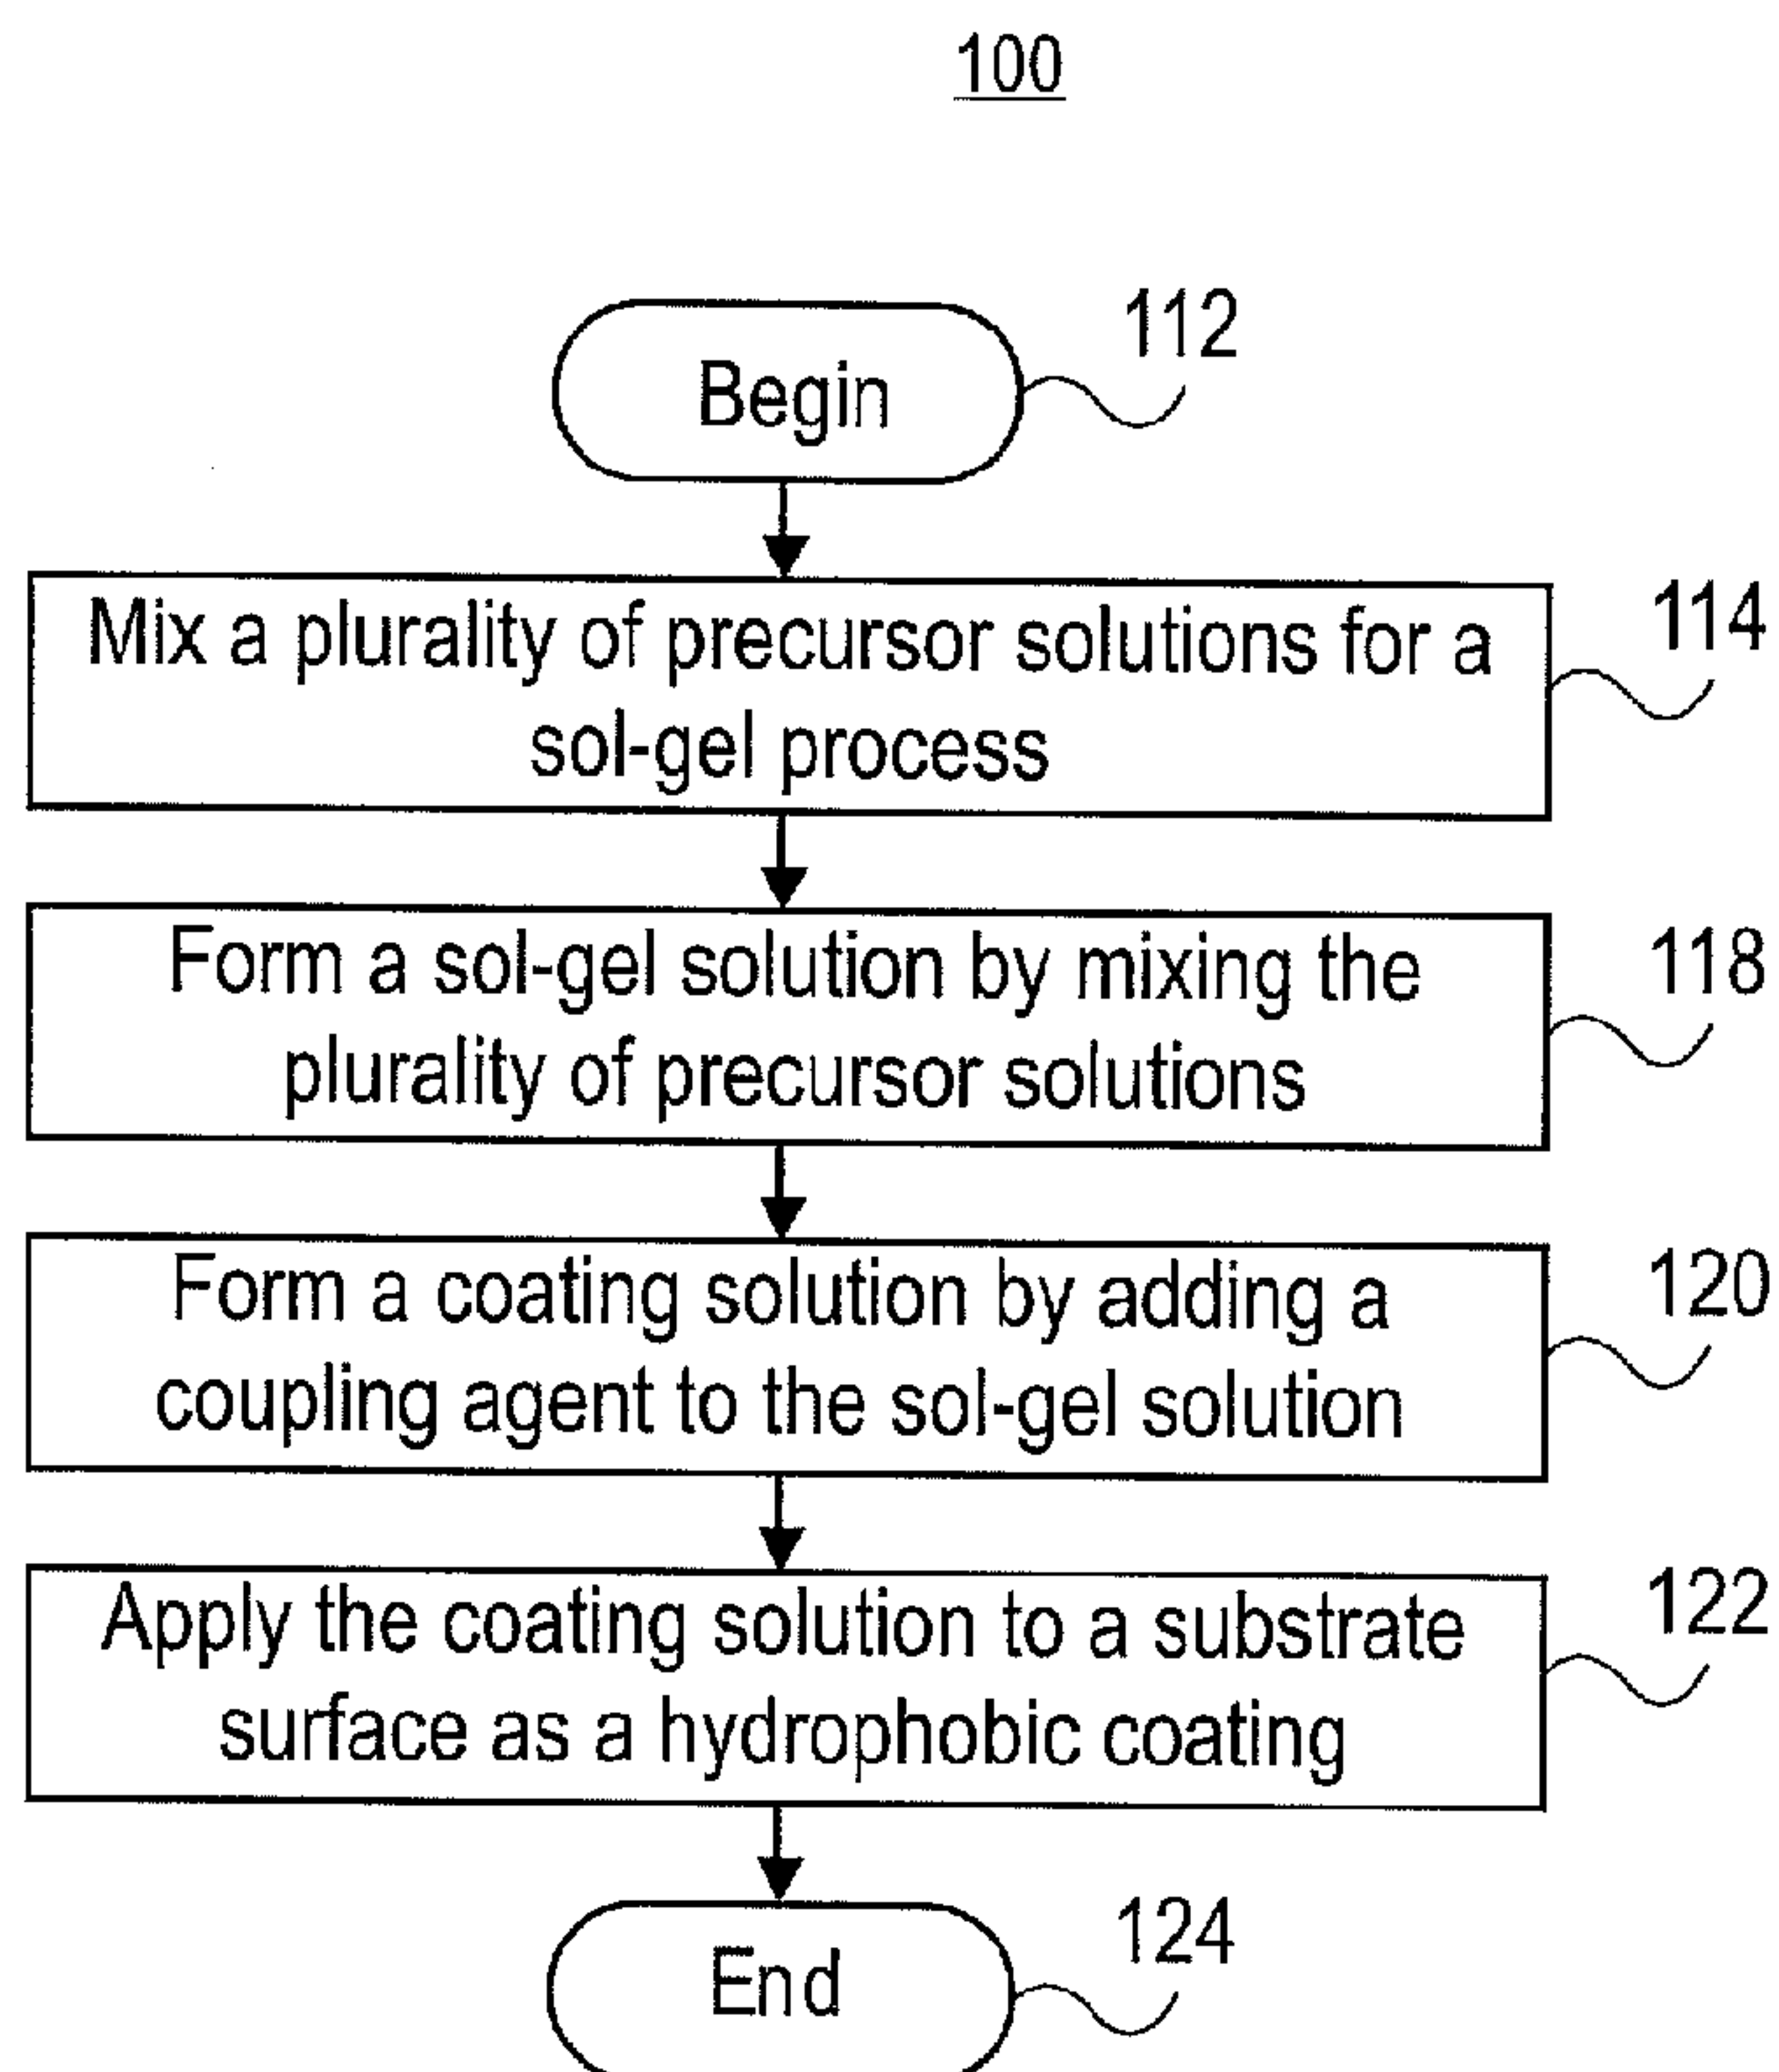 100
Begin
112
Mix a plurality of precursor solutions for a
sol-gel process
114
Form a sol-gel solution by mixing the
plurality of precursor solutions
118
Form a coating solution by adding a
coupling agent to the sol-gel solution
120
Apply the coating solution to a substrate
surface as a hydrophobic coating
122
End
124